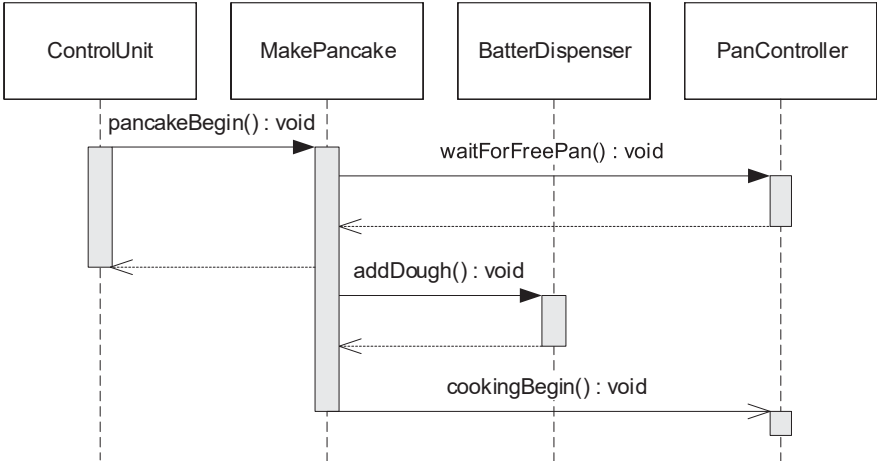 ControlUnit
MakePancake
BatterDispenser
PanController
pancakeBegin() : void
waitForFreePan() : void
addDough() : void
cookingBegin() : void